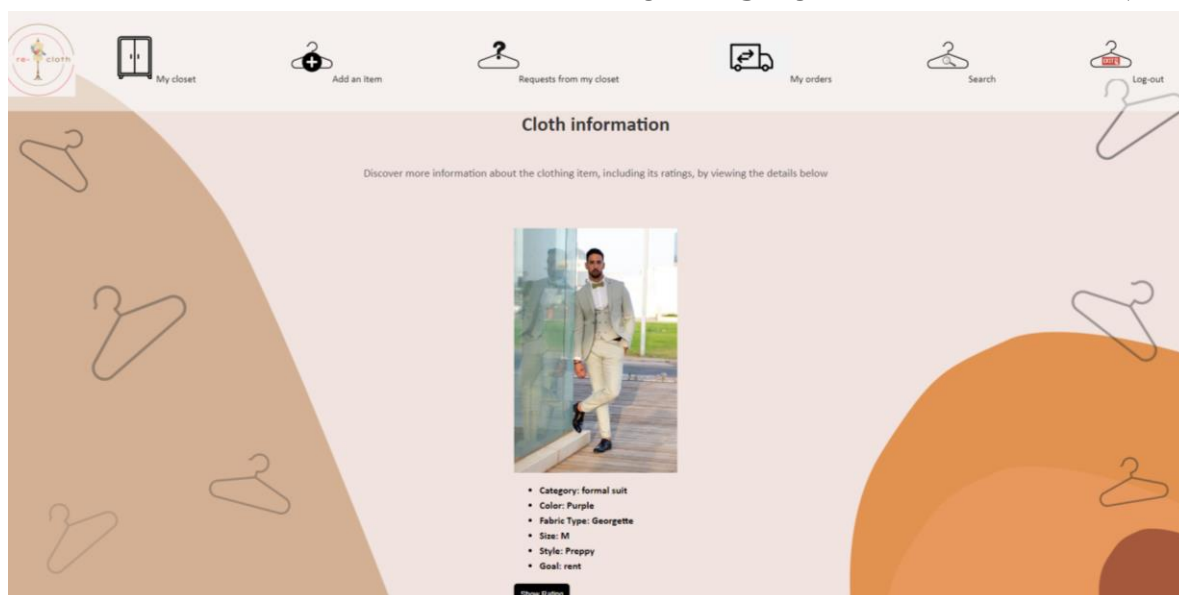 re-cloth
My closet
Add an item
Requests from my closet
My orders
Search
Log-out
Cloth information
Discover more information about the clothing item, including its ratings, by viewing the details below
• Category: formal suit
• Color: Purple
• Fabric Type: Georgette
• Size: M
• Style: Preppy
• Goal: rent
Show Rating